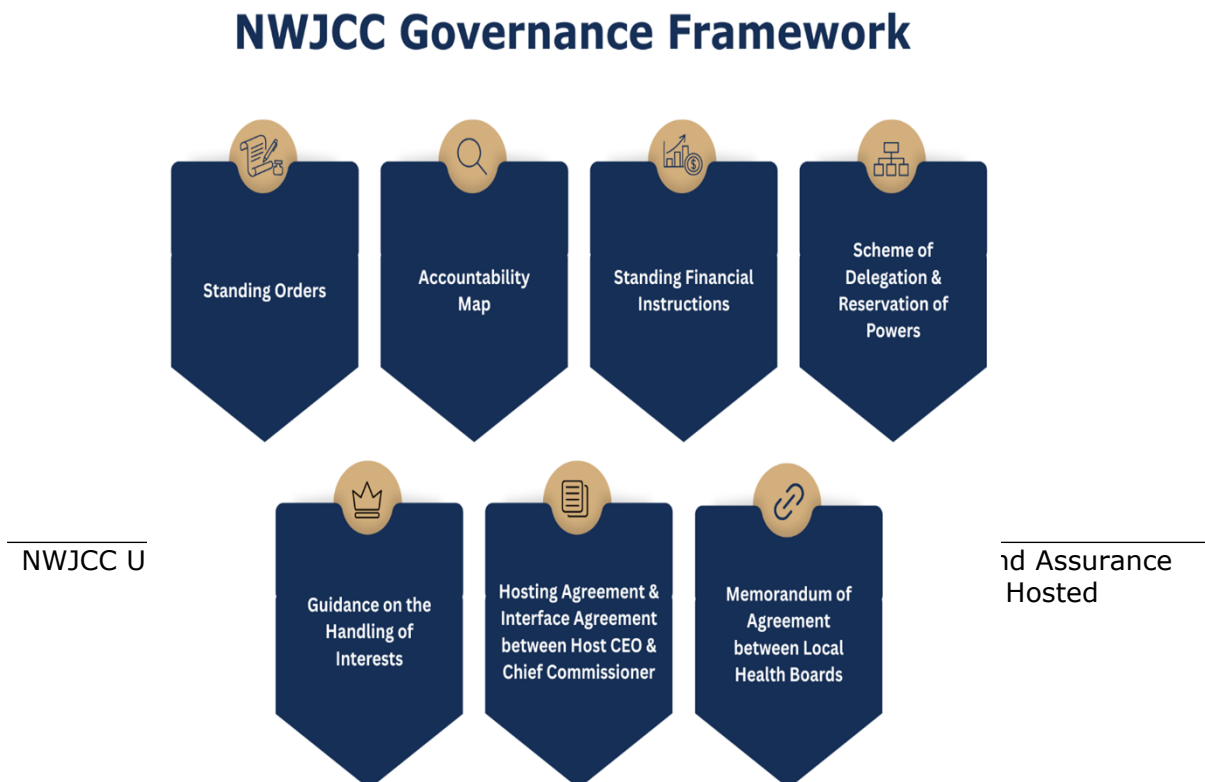 NWJCC Governance Framework
Standing Orders
Accountability
Map
Standing Financial
Instructions
Scheme of
Delegation &
Reservation of
Powers
NWJCC U
nd Assurance
Hosted
Guidance on the
Handling of
Interests
Hosting Agreement &
Interface Agreement
between Host CEO &
Chief Commissioner
Memorandum of
Agreement
between Local
Health Boards